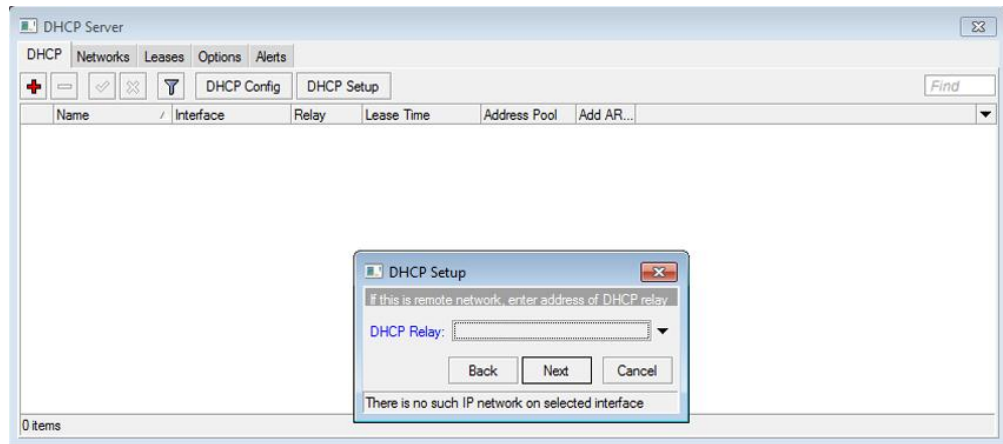 DHCP Server
DHCP Networks Leases Options Alerts
DHCP Config DHCP Setup Find
Name Interface Relay Lease Time Address Pool Add AR...
DHCP Setup
If this is remote network, enter address of DHCP relay
DHCP Relay:
Back Next Cancel
There is no such IP network on selected interface
0 items